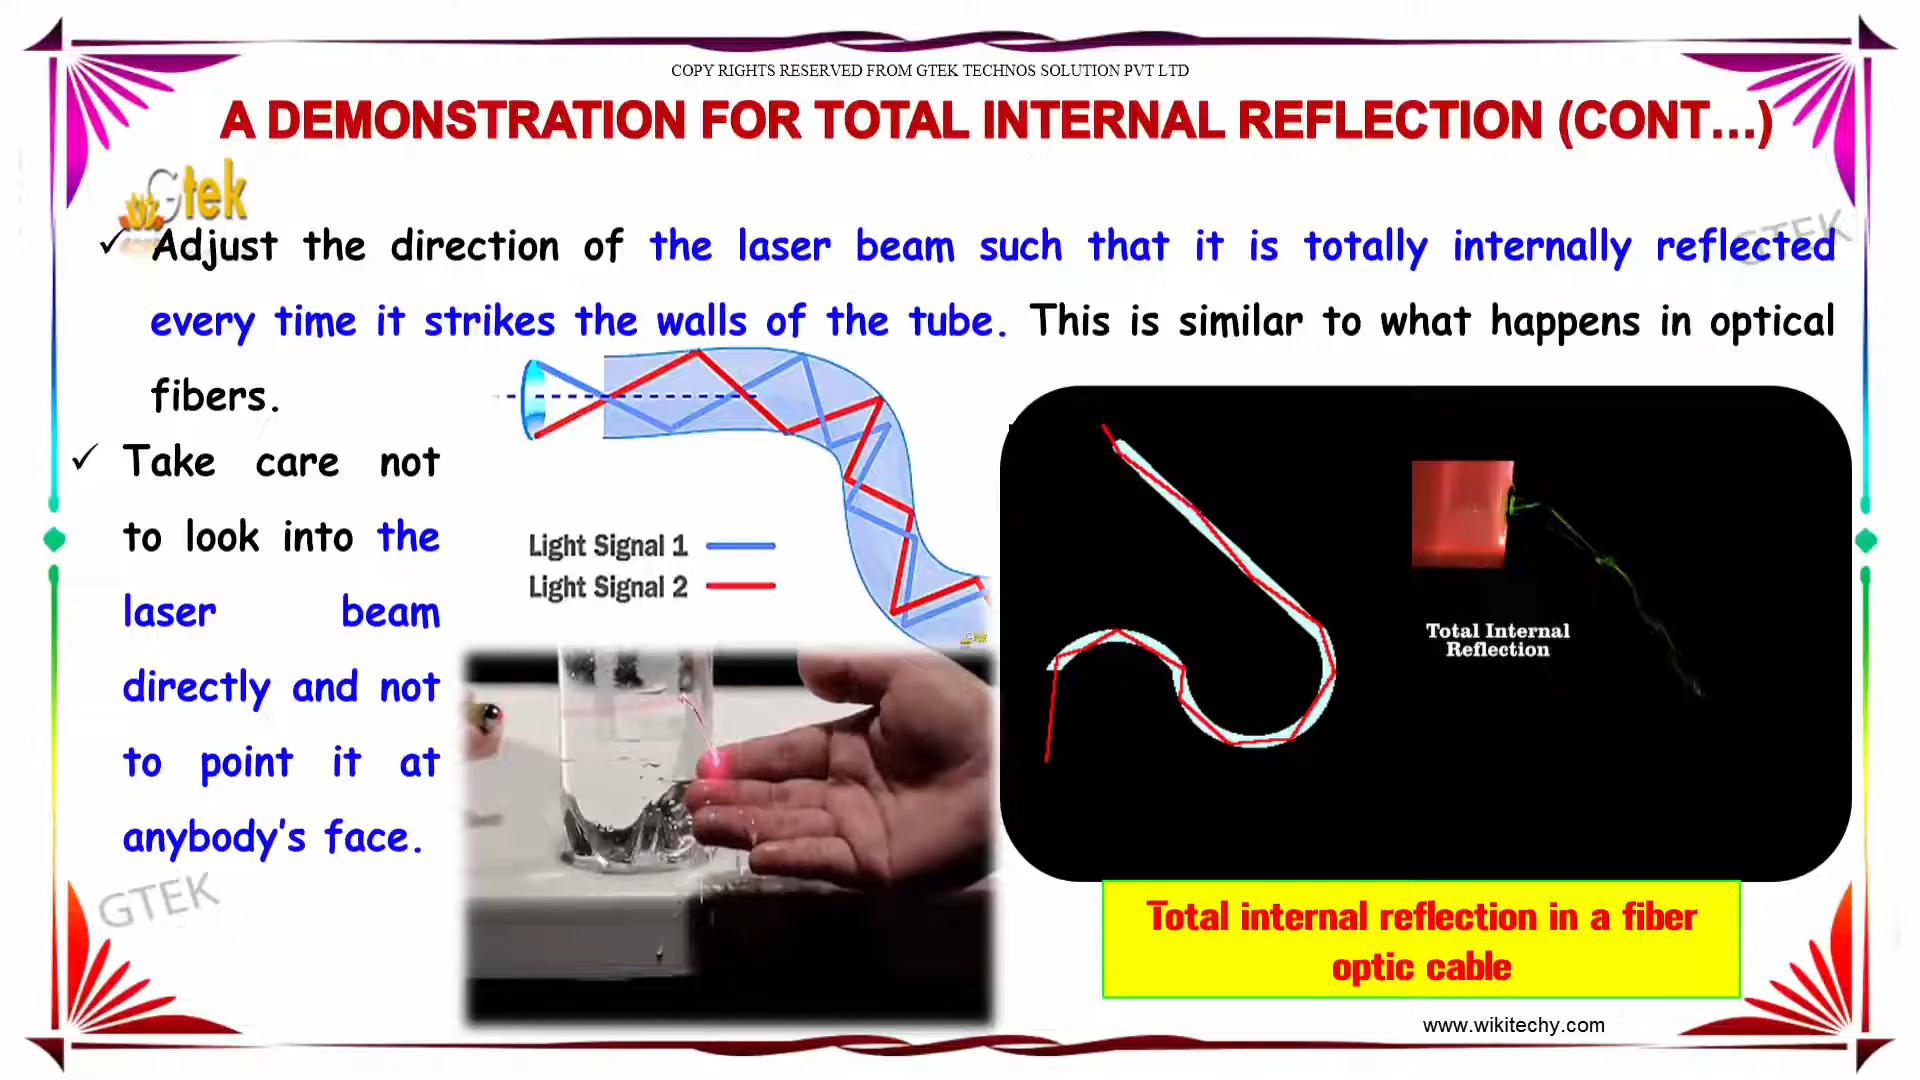 COPY RIGHTS RESERVED FROM GTEK TECHNOS SOLUTION PVT LTD
A DEMONSTRATION FOR TOTAL INTERNAL REFLECTION (CONT...)
Gtek
✓ Adjust the direction of the laser beam such that it is totally internally reflected
GTEK
every time it strikes the walls of the tube. This is similar to what happens in optical
fibers.
✓ Take care not
to look into the
laser beam
directly and not
to point it at
anybody's face.
Light Signal 1
Light Signal 2
Gtek
Total Internal
Reflection
GTEK
Total internal reflection in a fiber
optic cable
www.wikitechy.com